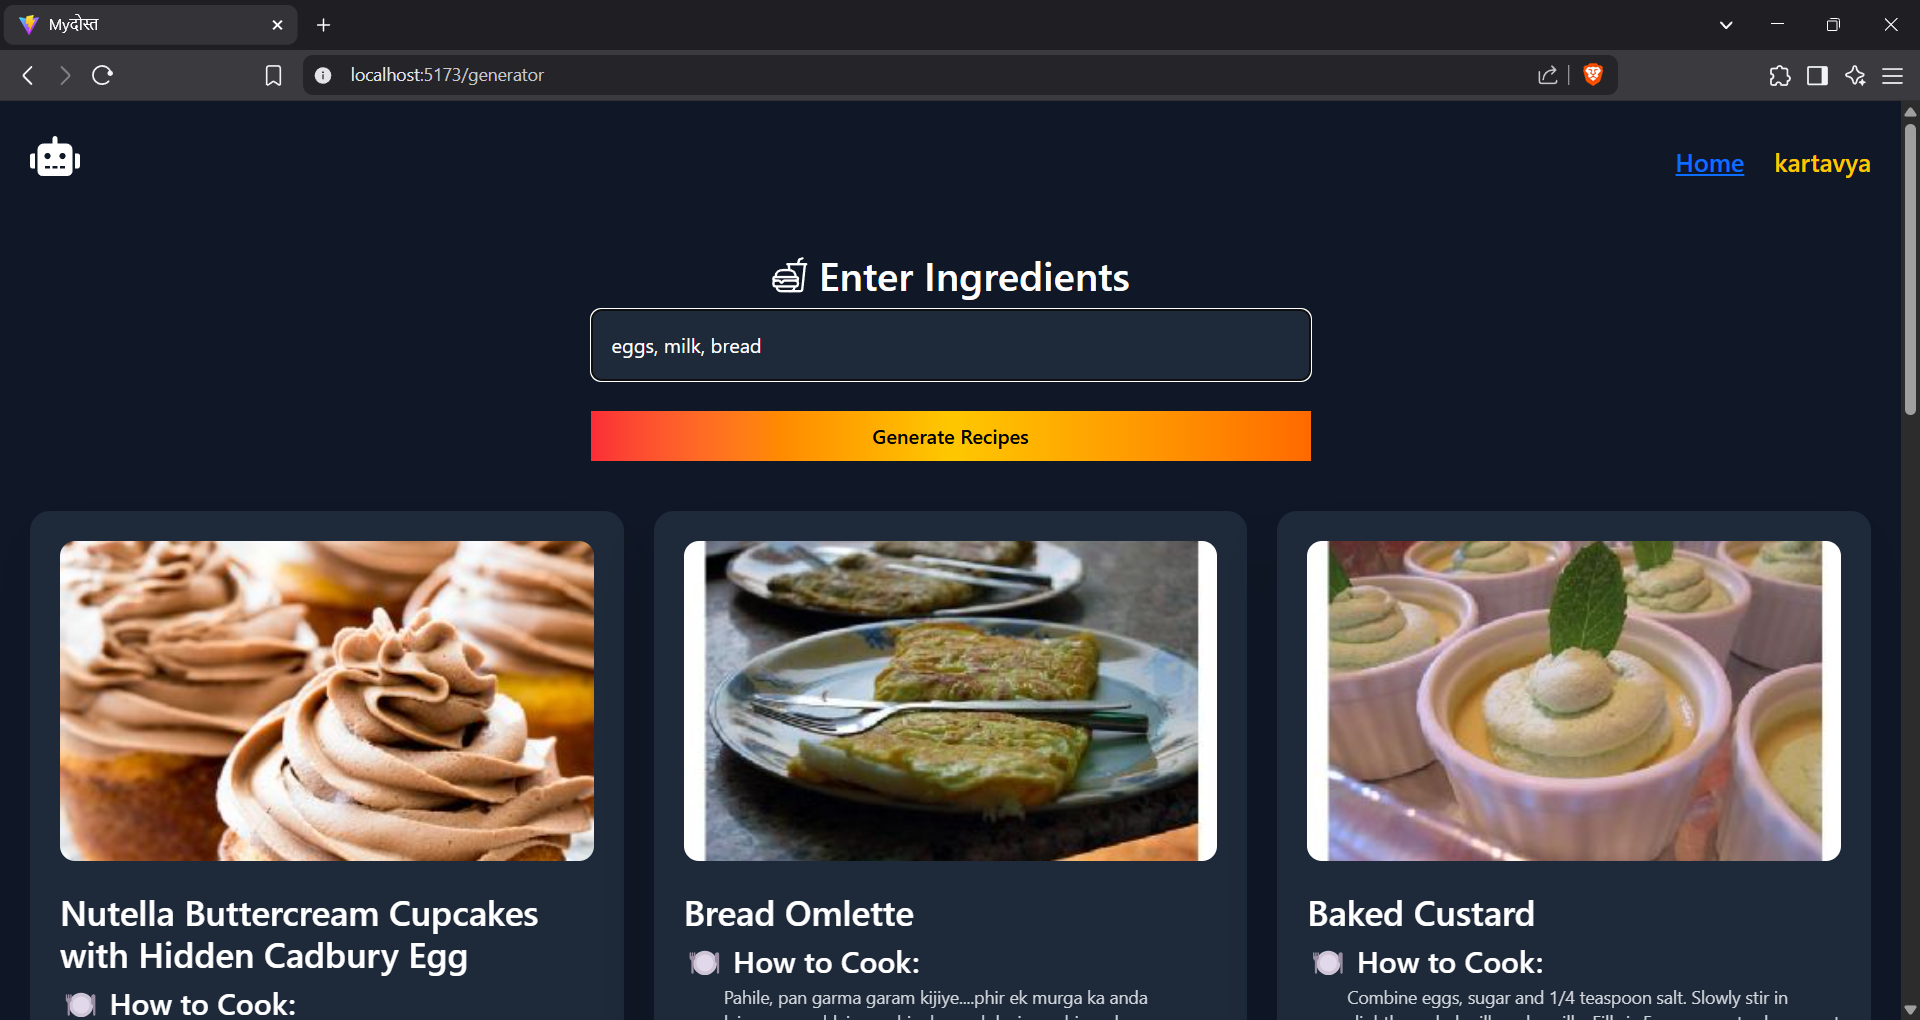 Myदोस्त
localhost:5173/generator
Home kartavya
Enter Ingredients
eggs, milk, bread
Generate Recipes
Nutella Buttercream Cupcakes
with Hidden Cadbury Egg
How to Cook:
Bread Omlette
How to Cook:
Pahile, pan garma garam kijiye....phir ek murga ka anda
Baked Custard
How to Cook:
Combine eggs, sugar and 1/4 teaspoon salt. Slowly stir in